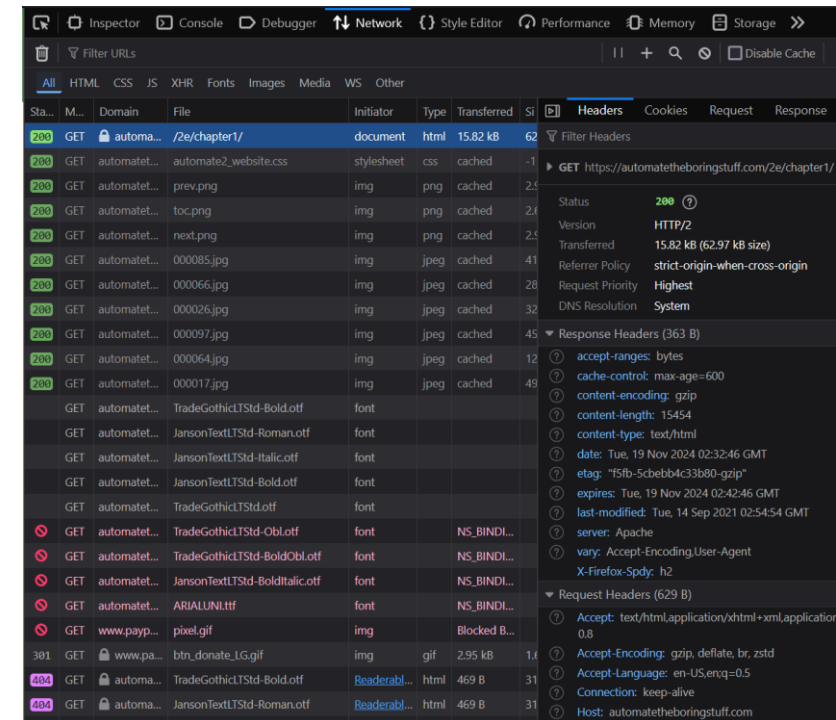 Inspector Console Debugger Network Style Editor Performance Memory Storage
Filter URLs Disable Cache
All HTML CSS JS XHR Fonts Images Media WS Other
Sta... M... Domain File Initiator Type Transferred Si Headers Cookies Request Response
200 GET automa... /2e/chapter1/ document html 15.82 kB 62
200 GET automatet... automate2_website.css stylesheet css cached -1
200 GET automatet... prev.png img png cached 2.9
200 GET automatet... toc.png img png cached 2.6
200 GET automatet... next.png img png cached 2.9
200 GET automatet... 000085.jpg img jpeg cached 41
200 GET automatet... 000066.jpg img jpeg cached 28
200 GET automatet... 000026.jpg img jpeg cached 32
200 GET automatet... 000097.jpg img jpeg cached 45
200 GET automatet... 000064.jpg img jpeg cached 12
200 GET automatet... 000017.jpg img jpeg cached 49
GET automatet... TradeGothicLTStd-Bold.otf font
GET automatet... JansonTextLTStd-Roman.otf font
GET automatet... JansonTextLTStd-Italic.otf font
GET automatet... JansonTextLTStd-Bold.otf font
GET automatet... TradeGothicLTStd.otf font
GET automatet... TradeGothicLTStd-Obl.otf font NS_BINDI...
GET automatet... TradeGothicLTStd-BoldObl.otf font NS_BINDI...
GET automatet... JansonTextLTStd-BoldItalic.otf font NS_BINDI...
GET automatet... ARIALUNI.ttf font NS_BINDI...
GET www.payp... pixel.gif img Blocked B...
301 GET www.pa... btn_donate_LG.gif img gif 2.95 kB 1.6
404 GET automa... TradeGothicLTStd-Bold.otf Readerabl... html 469 B 31
404 GET automa... JansonTextLTStd-Roman.otf Readerabl... html 469 B 31
Filter Headers
GET https://automatetheboringstuff.com/2e/chapter1/
Status 200
Version HTTP/2
Transferred 15.82 kB (62.97 kB size)
Referrer Policy strict-origin-when-cross-origin
Request Priority Highest
DNS Resolution System
Response Headers (363 B)
accept-ranges: bytes
cache-control: max-age=600
content-encoding: gzip
content-length: 15454
content-type: text/html
date: Tue, 19 Nov 2024 02:32:46 GMT
etag: "f5fb-5cbebb4c33b80-gzip"
expires: Tue, 19 Nov 2024 02:42:46 GMT
last-modified: Tue, 14 Sep 2021 02:54:54 GMT
server: Apache
vary: Accept-Encoding,User-Agent
X-Firefox-Spdy: h2
Request Headers (629 B)
Accept: text/html,application/xhtml+xml,application
0.8
Accept-Encoding: gzip, deflate, br, zstd
Accept-Language: en-US,en;q=0.5
Connection: keep-alive
Host: automatetheboringstuff.com